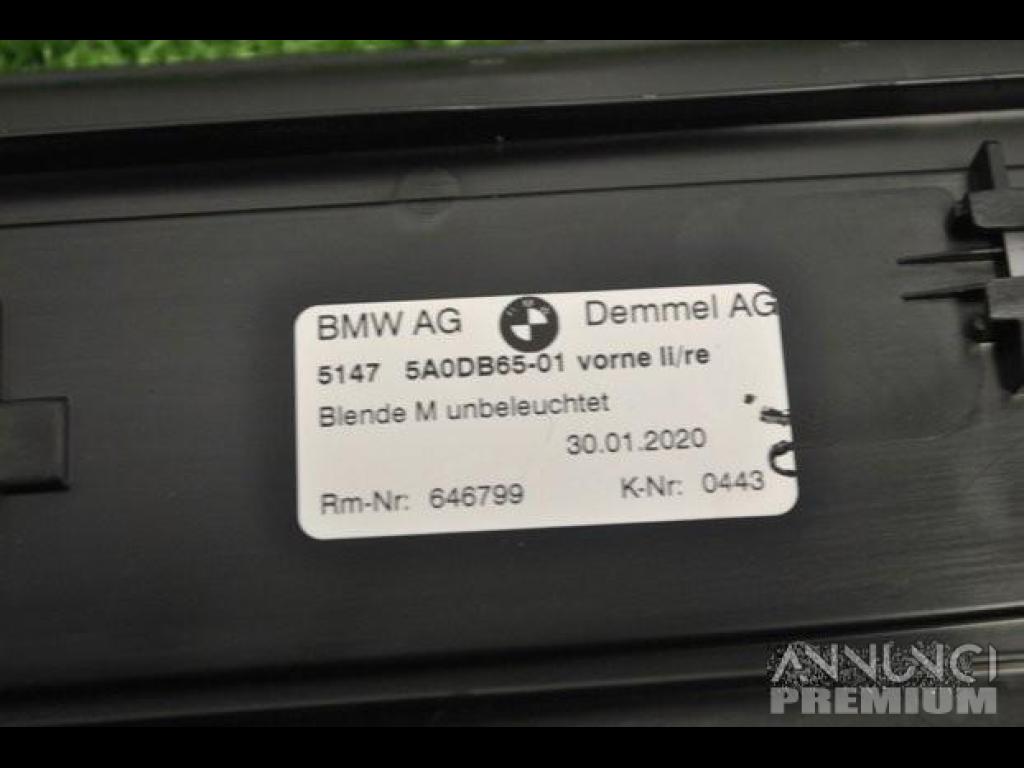 BMW AG Demmel AG
5147 5A0DB65-01 vorne li/re
Blende M unbeleuchtet
30.01.2020
Rm-Nr: 646799 K-Nr: 0443
ANNUNCI
PREMIUM